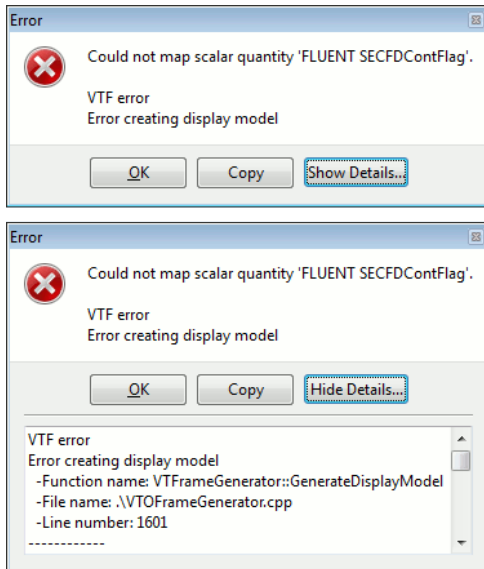 Error
Could not map scalar quantity 'FLUENT SECFDContFlag'.
VTF error
Error creating display model
OK
Copy
Show Details...
Error
Could not map scalar quantity 'FLUENT SECFDContFlag'.
VTF error
Error creating display model
OK
Copy
Hide Details...
VTF error
Error creating display model
-Function name: VTFrameGenerator::GenerateDisplayModel
-File name: .\VTOFrameGenerator.cpp
-Line number: 1601
------------